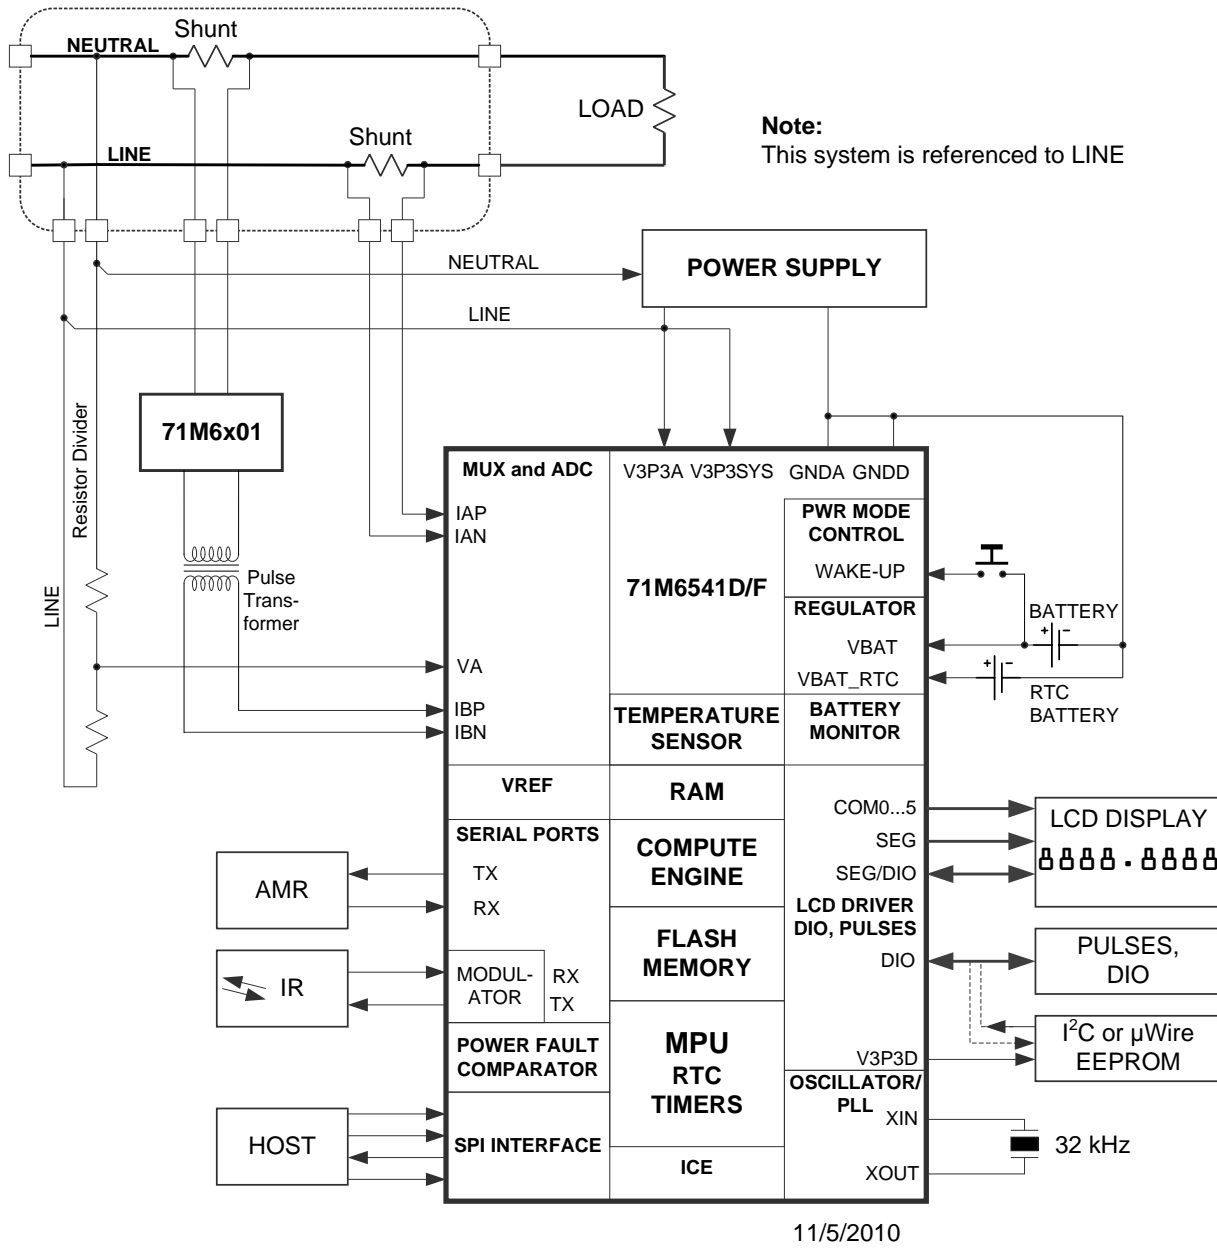 Shunt
NEUTRAL
LOAD
Note:
This system is referenced to LINE
Shunt
LINE
NEUTRAL
POWER SUPPLY
LINE
Resistor Divider
71M6x01
MUX and ADC
V3P3A V3P3SYS GNDA GNDD
IAP
IAN
PWR MODE
CONTROL
WAKE-UP
71M6541D/F
LINE
Pulse
Trans-
former
REGULATOR
BATTERY
+ -
VBAT
VA
VBAT_RTC
+ -
RTC
BATTERY
IBP
IBN
TEMPERATURE
SENSOR
BATTERY
MONITOR
VREF
RAM
COM0...5
SEG
SEG/DIO
LCD DISPLAY
8888.8888
SERIAL PORTS
TX
RX
AMR
COMPUTE
ENGINE
LCD DRIVER
DIO, PULSES
DIO
PULSES,
DIO
FLASH
MEMORY
IR
MODUL-
ATOR
RX
TX
I²C or µWire
EEPROM
V3P3D
POWER FAULT
COMPARATOR
MPU
RTC
TIMERS
OSCILLATOR/
PLL
XIN
32 kHz
XOUT
HOST
SPI INTERFACE
ICE
11/5/2010